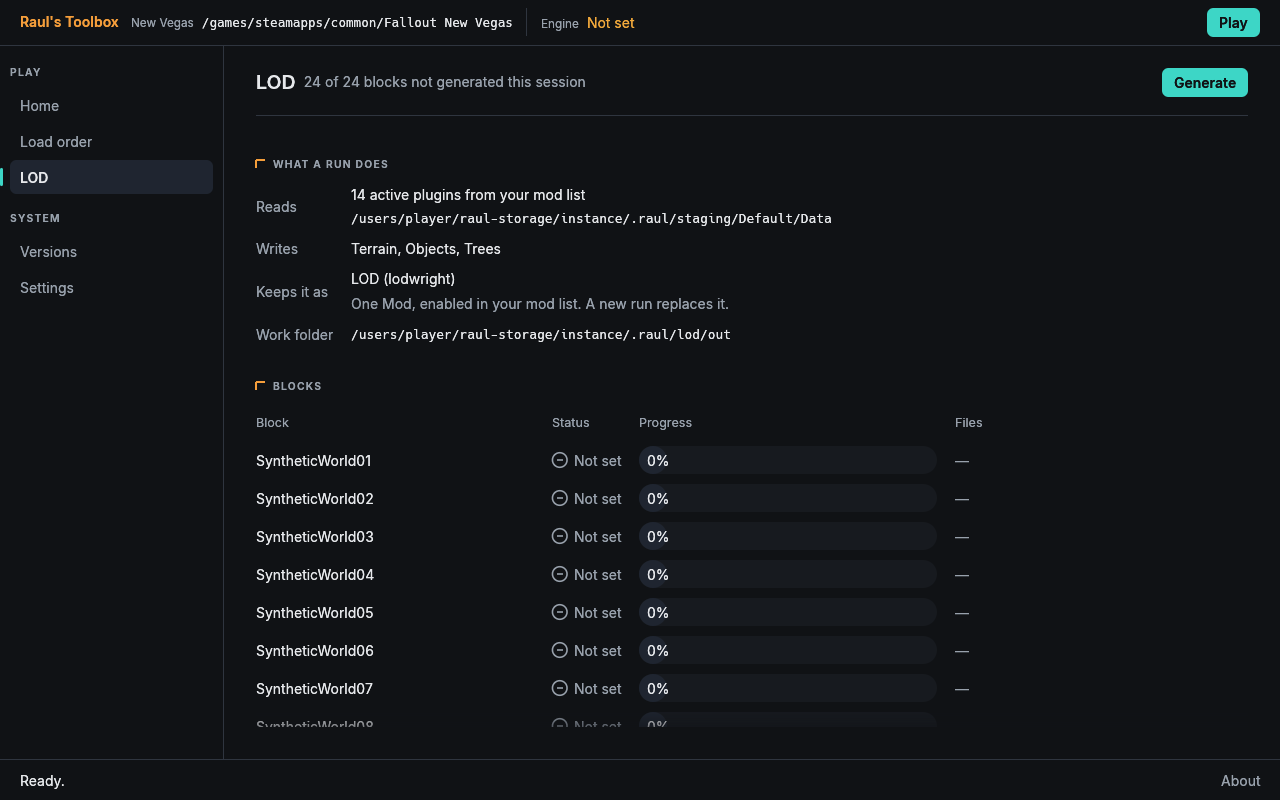 Raul's Toolbox New Vegas /games/steamapps/common/Fallout New Vegas Engine Not set Play
PLAY
Home
Load order
LOD
SYSTEM
Versions
Settings
LOD 24 of 24 blocks not generated this session Generate
WHAT A RUN DOES
Reads 14 active plugins from your mod list
/users/player/raul-storage/instance/.raul/staging/Default/Data
Writes Terrain, Objects, Trees
Keeps it as LOD (lodwright)
One Mod, enabled in your mod list. A new run replaces it.
Work folder /users/player/raul-storage/instance/.raul/lod/out
BLOCKS
Block Status Progress Files
SyntheticWorld01 Not set 0% —
SyntheticWorld02 Not set 0% —
SyntheticWorld03 Not set 0% —
SyntheticWorld04 Not set 0% —
SyntheticWorld05 Not set 0% —
SyntheticWorld06 Not set 0% —
SyntheticWorld07 Not set 0% —
SyntheticWorld08 Not set 0%
Ready. About